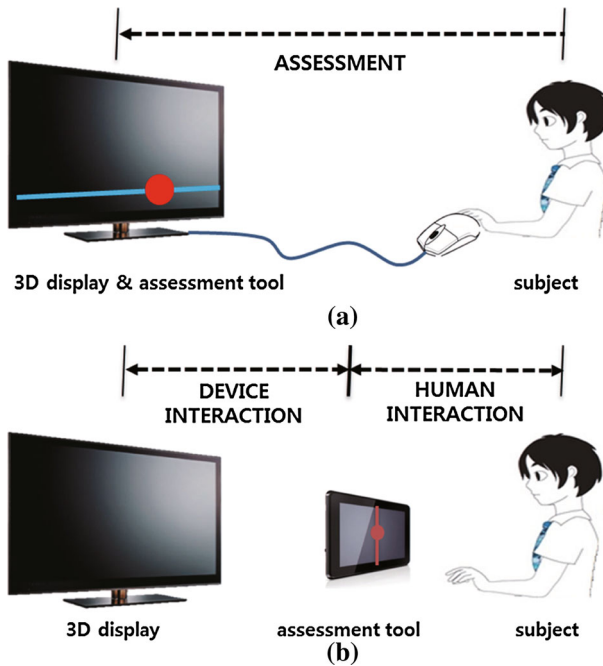 ASSESSMENT
3D display & assessment tool
subject
(a)
DEVICE
INTERACTION
HUMAN
INTERACTION
3D display
assessment tool
subject
(b)